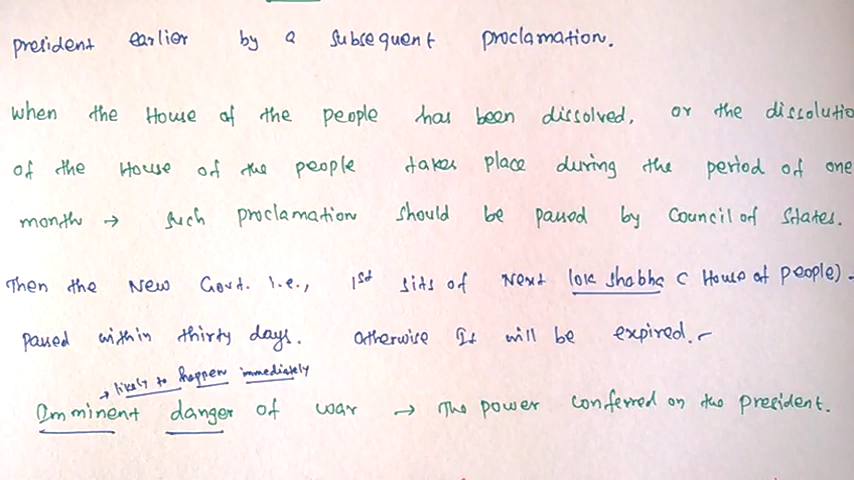 president earlier by a subsequent proclamation.
When the House of the people has been dissolved, or the dissolutio
of the House of the people takes place during the period of one
month → such proclamation should be passed by Council of States.
Then the New Govt. i.e., 1st sits of Next lok shabha ( House of people) -
passed within thirty days. Otherwise It will be expired. -
→ likely to happen immediately
Imminent danger of war → The power conferred on the president.